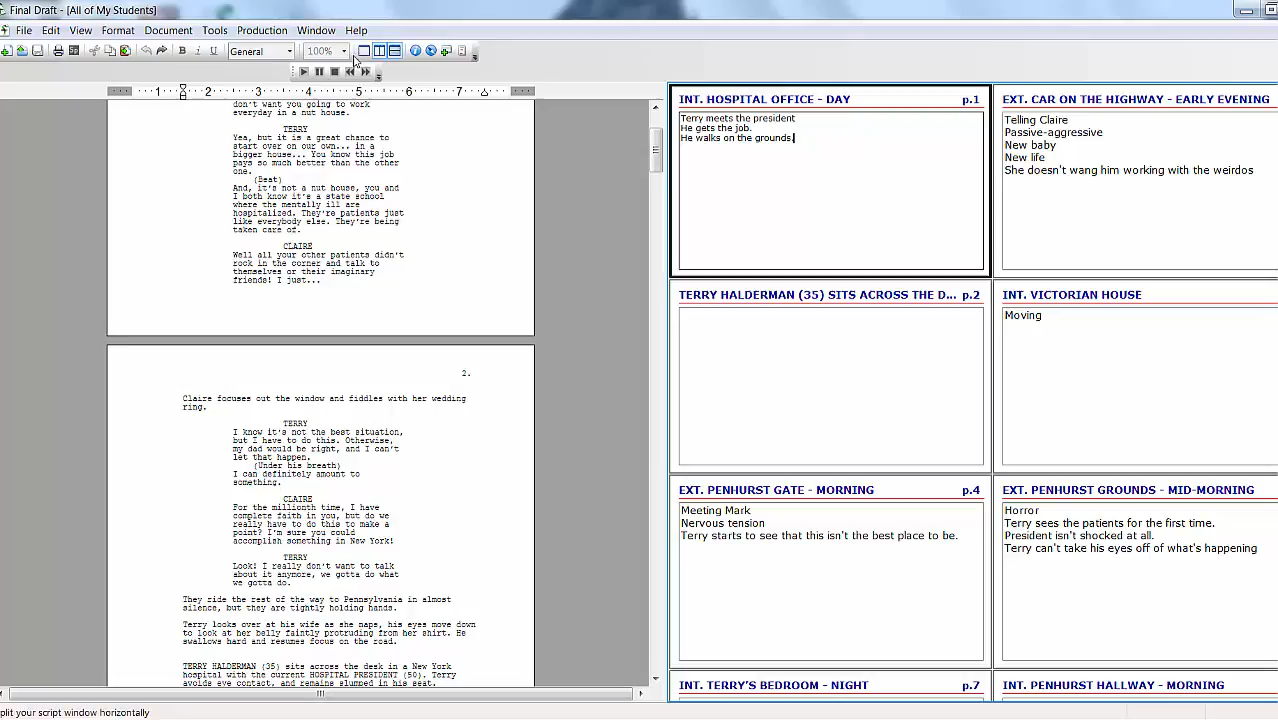 Final Draft - [All of My Students]
File Edit View Format Document Tools Production Window Help
B i U General 100%
1 2 3 4 5 6 7
don't want you going to work
everyday in a nut house.
TERRY
Yea, but it is a great chance to
start over on our own... in a
bigger house... You know this job
pays so much better than the other
one.
(Beat)
And, it's not a nut house, you and
I both know it's a state school
where the mentally ill are
hospitalized. They're patients just
like everybody else. They're being
taken care of.
CLAIRE
Well all your other patients didn't
rock in the corner and talk to
themselves or their imaginary
friends! I just...
2.
Claire focuses out the window and fiddles with her wedding
ring.
TERRY
I know it's not the best situation,
but I have to do this. Otherwise,
my dad would be right, and I can't
let that happen.
(Under his breath)
I can definitely amount to
something.
CLAIRE
For the millionth time, I have
complete faith in you, but do we
really have to do this to make a
point? I'm sure you could
accomplish something in New York!
TERRY
Look! I really don't want to talk
about it anymore, we gotta do what
we gotta do.
They ride the rest of the way to Pennsylvania in almost
silence, but they are tightly holding hands.
Terry looks over at his wife as she naps, his eyes move down
to look at her belly faintly protruding from her shirt. He
swallows hard and resumes focus on the road.
TERRY HALDERMAN (35) sits across the desk in a New York
hospital with the current HOSPITAL PRESIDENT (50). Terry
avoids eye contact, and remains slumped in his seat.
INT. HOSPITAL OFFICE - DAY p.1
Terry meets the president
He gets the job.
He walks on the grounds.
EXT. CAR ON THE HIGHWAY - EARLY EVENING
Telling Claire
Passive-aggressive
New baby
New life
She doesn't wang him working with the weirdos
TERRY HALDERMAN (35) SITS ACROSS THE D... p.2
INT. VICTORIAN HOUSE
Moving
EXT. PENHURST GATE - MORNING p.4
Meeting Mark
Nervous tension
Terry starts to see that this isn't the best place to be.
EXT. PENHURST GROUNDS - MID-MORNING
Horror
Terry sees the patients for the first time.
President isn't shocked at all.
Terry can't take his eyes off of what's happening
INT. TERRY'S BEDROOM - NIGHT p.7
INT. PENHURST HALLWAY - MORNING
plit your script window horizontally